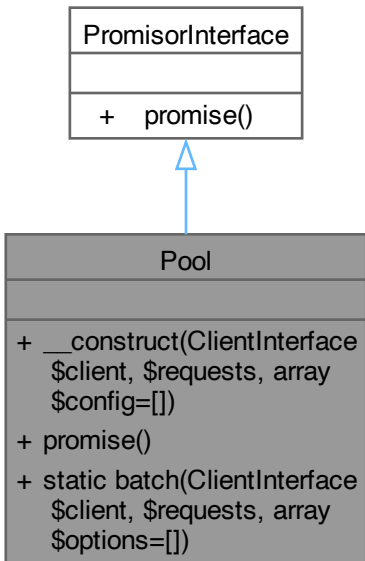 PromisorInterface
+ promise()
Pool
+ __construct(ClientInterface
$client, $requests, array
$config=[])
+ promise()
+ static batch(ClientInterface
$client, $requests, array
$options=[])